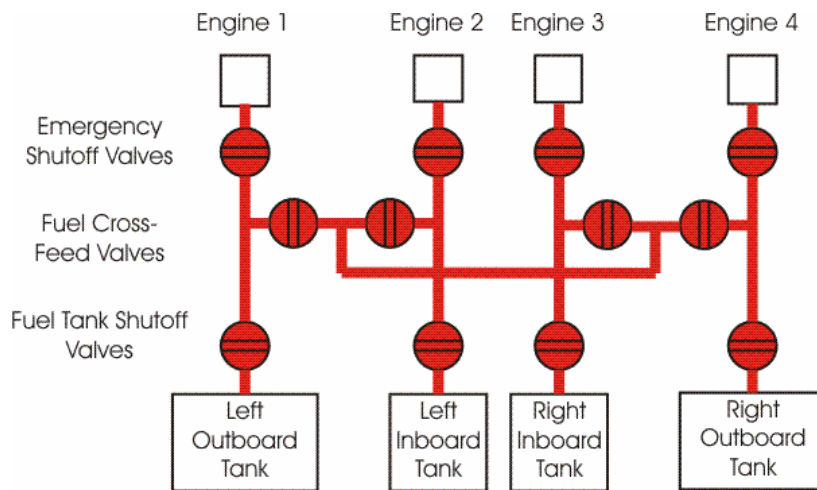 Engine 1
Engine 2
Engine 3
Engine 4
Emergency
Shutoff Valves
Fuel Cross-
Feed Valves
Fuel Tank Shutoff
Valves
Left
Outboard
Tank
Left
Inboard
Tank
Right
Inboard
Tank
Right
Outboard
Tank